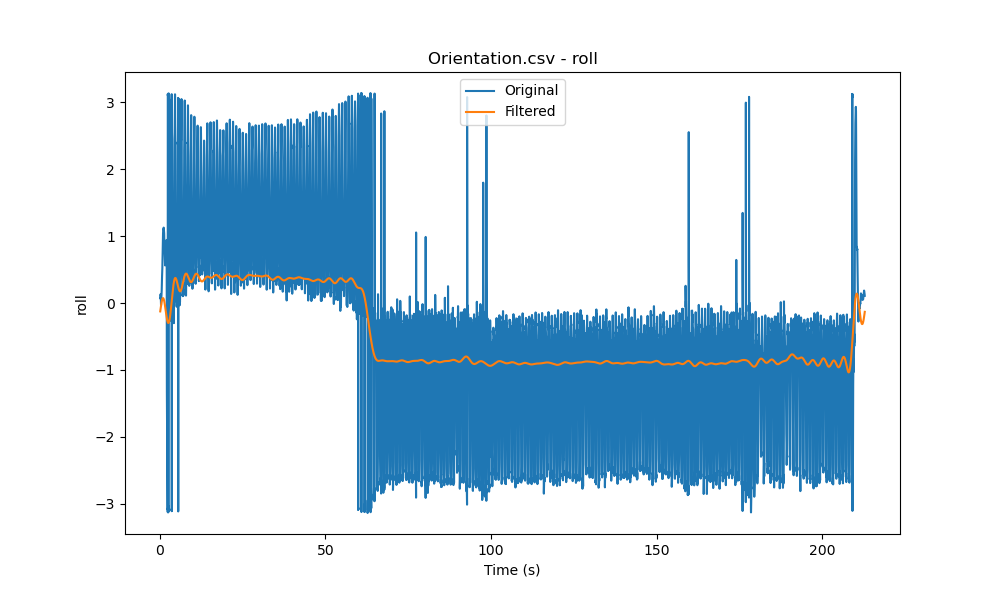 Orientation.csv - roll
Original
Filtered
3
2
1
0
−1
−2
−3
roll
0
50
100
150
200
Time (s)